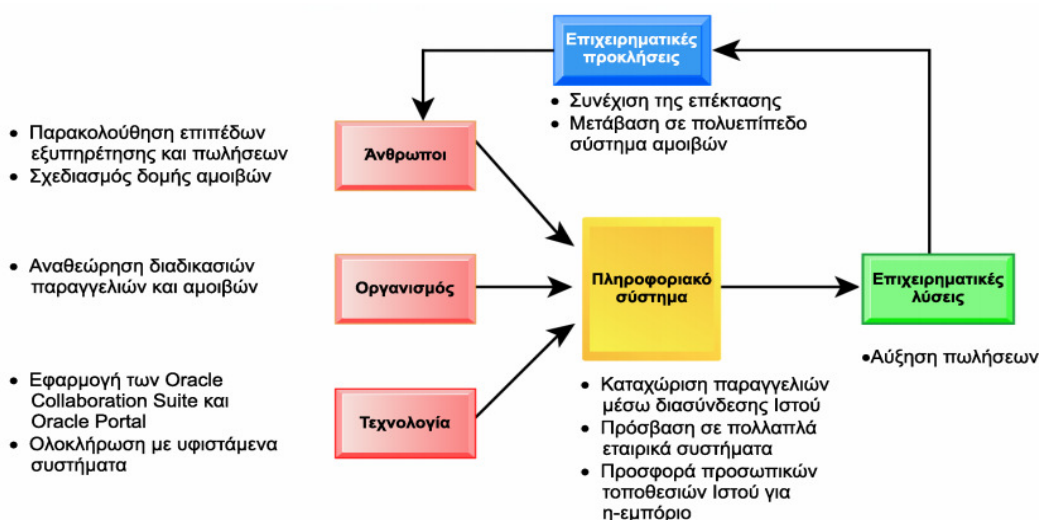 Επιχειρηματικές
προκλήσεις
• Συνέχιση της επέκτασης
• Μετάβαση σε πολυεπίπεδο
σύστημα αμοιβών
• Παρακολούθηση επιπέδων
εξυπηρέτησης και πωλήσεων
• Σχεδιασμός δομής αμοιβών
Άνθρωποι
• Αναθεώρηση διαδικασιών
παραγγελιών και αμοιβών
Οργανισμός
• Εφαρμογή των Oracle
Collaboration Suite και
Oracle Portal
• Ολοκλήρωση με υφιστάμενα
συστήματα
Τεχνολογία
Πληροφοριακό
σύστημα
• Καταχώριση παραγγελιών
μέσω διασύνδεσης Ιστού
• Πρόσβαση σε πολλαπλά
εταιρικά συστήματα
• Προσφορά προσωπικών
τοποθεσιών Ιστού για
η-εμπόριο
Επιχειρηματικές
λύσεις
•Αύξηση πωλήσεων